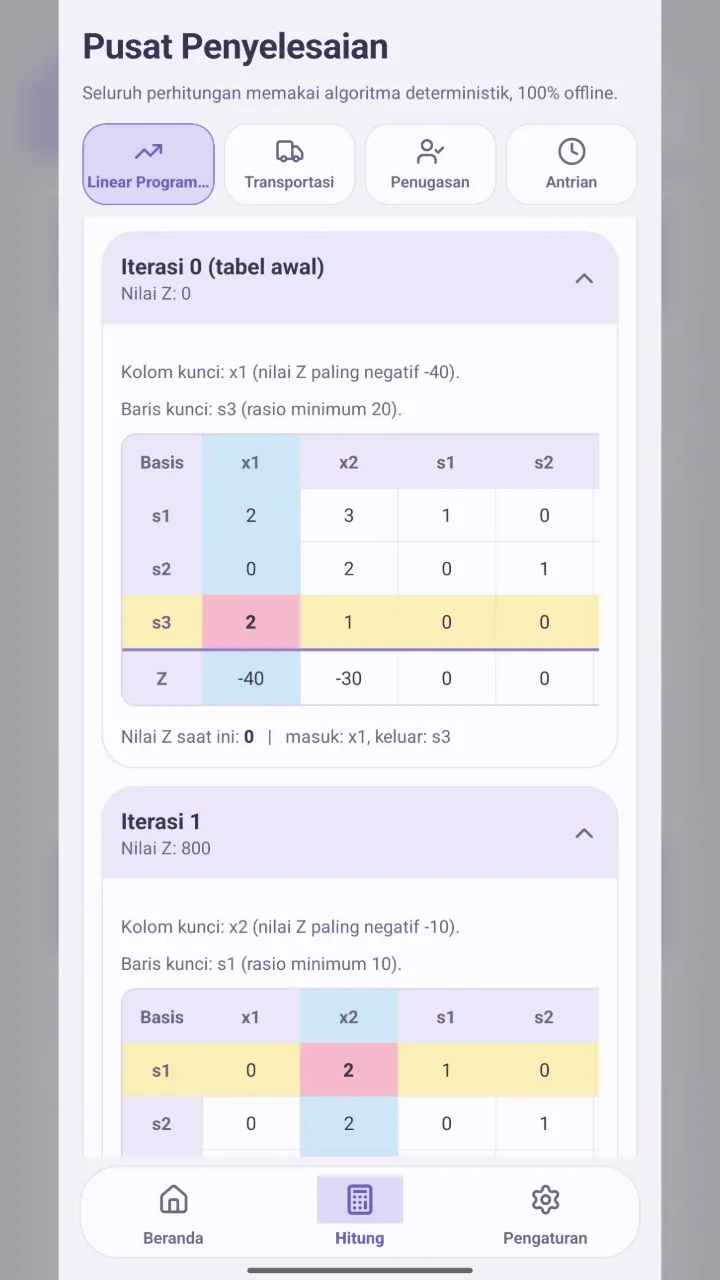 Pusat Penyelesaian
Seluruh perhitungan memakai algoritma deterministik, 100% offline.
Linear Program...
Transportasi
Penugasan
Antrian
Iterasi 0 (tabel awal)
Nilai Z: 0
Kolom kunci: x1 (nilai Z paling negatif -40).
Baris kunci: s3 (rasio minimum 20).
Basis x1 x2 s1 s2
s1 2 3 1 0
s2 0 2 0 1
s3 2 1 0 0
Z -40 -30 0 0
Nilai Z saat ini: 0 | masuk: x1, keluar: s3
Iterasi 1
Nilai Z: 800
Kolom kunci: x2 (nilai Z paling negatif -10).
Baris kunci: s1 (rasio minimum 10).
Basis x1 x2 s1 s2
s1 0 2 1 0
s2 0 2 0 1
Beranda
Hitung
Pengaturan